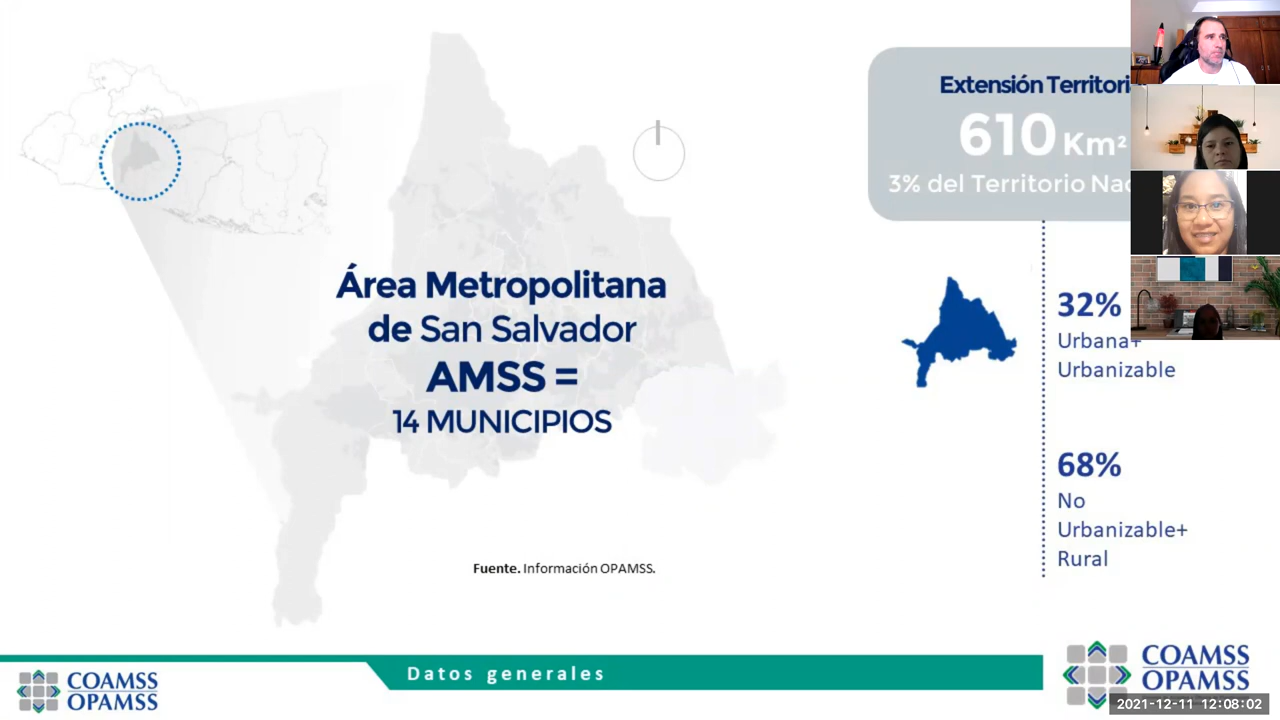 Extensión Territori
610 Km²
3% del Territorio Nac
Área Metropolitana
de San Salvador
AMSS =
14 MUNICIPIOS
32%
Urbana+
Urbanizable
68%
No
Urbanizable+
Rural
Fuente. Información OPAMSS.
Datos generales
COAMSS
OPAMSS
COAMSS
OPAMSS
2021-12-11 12:08:02